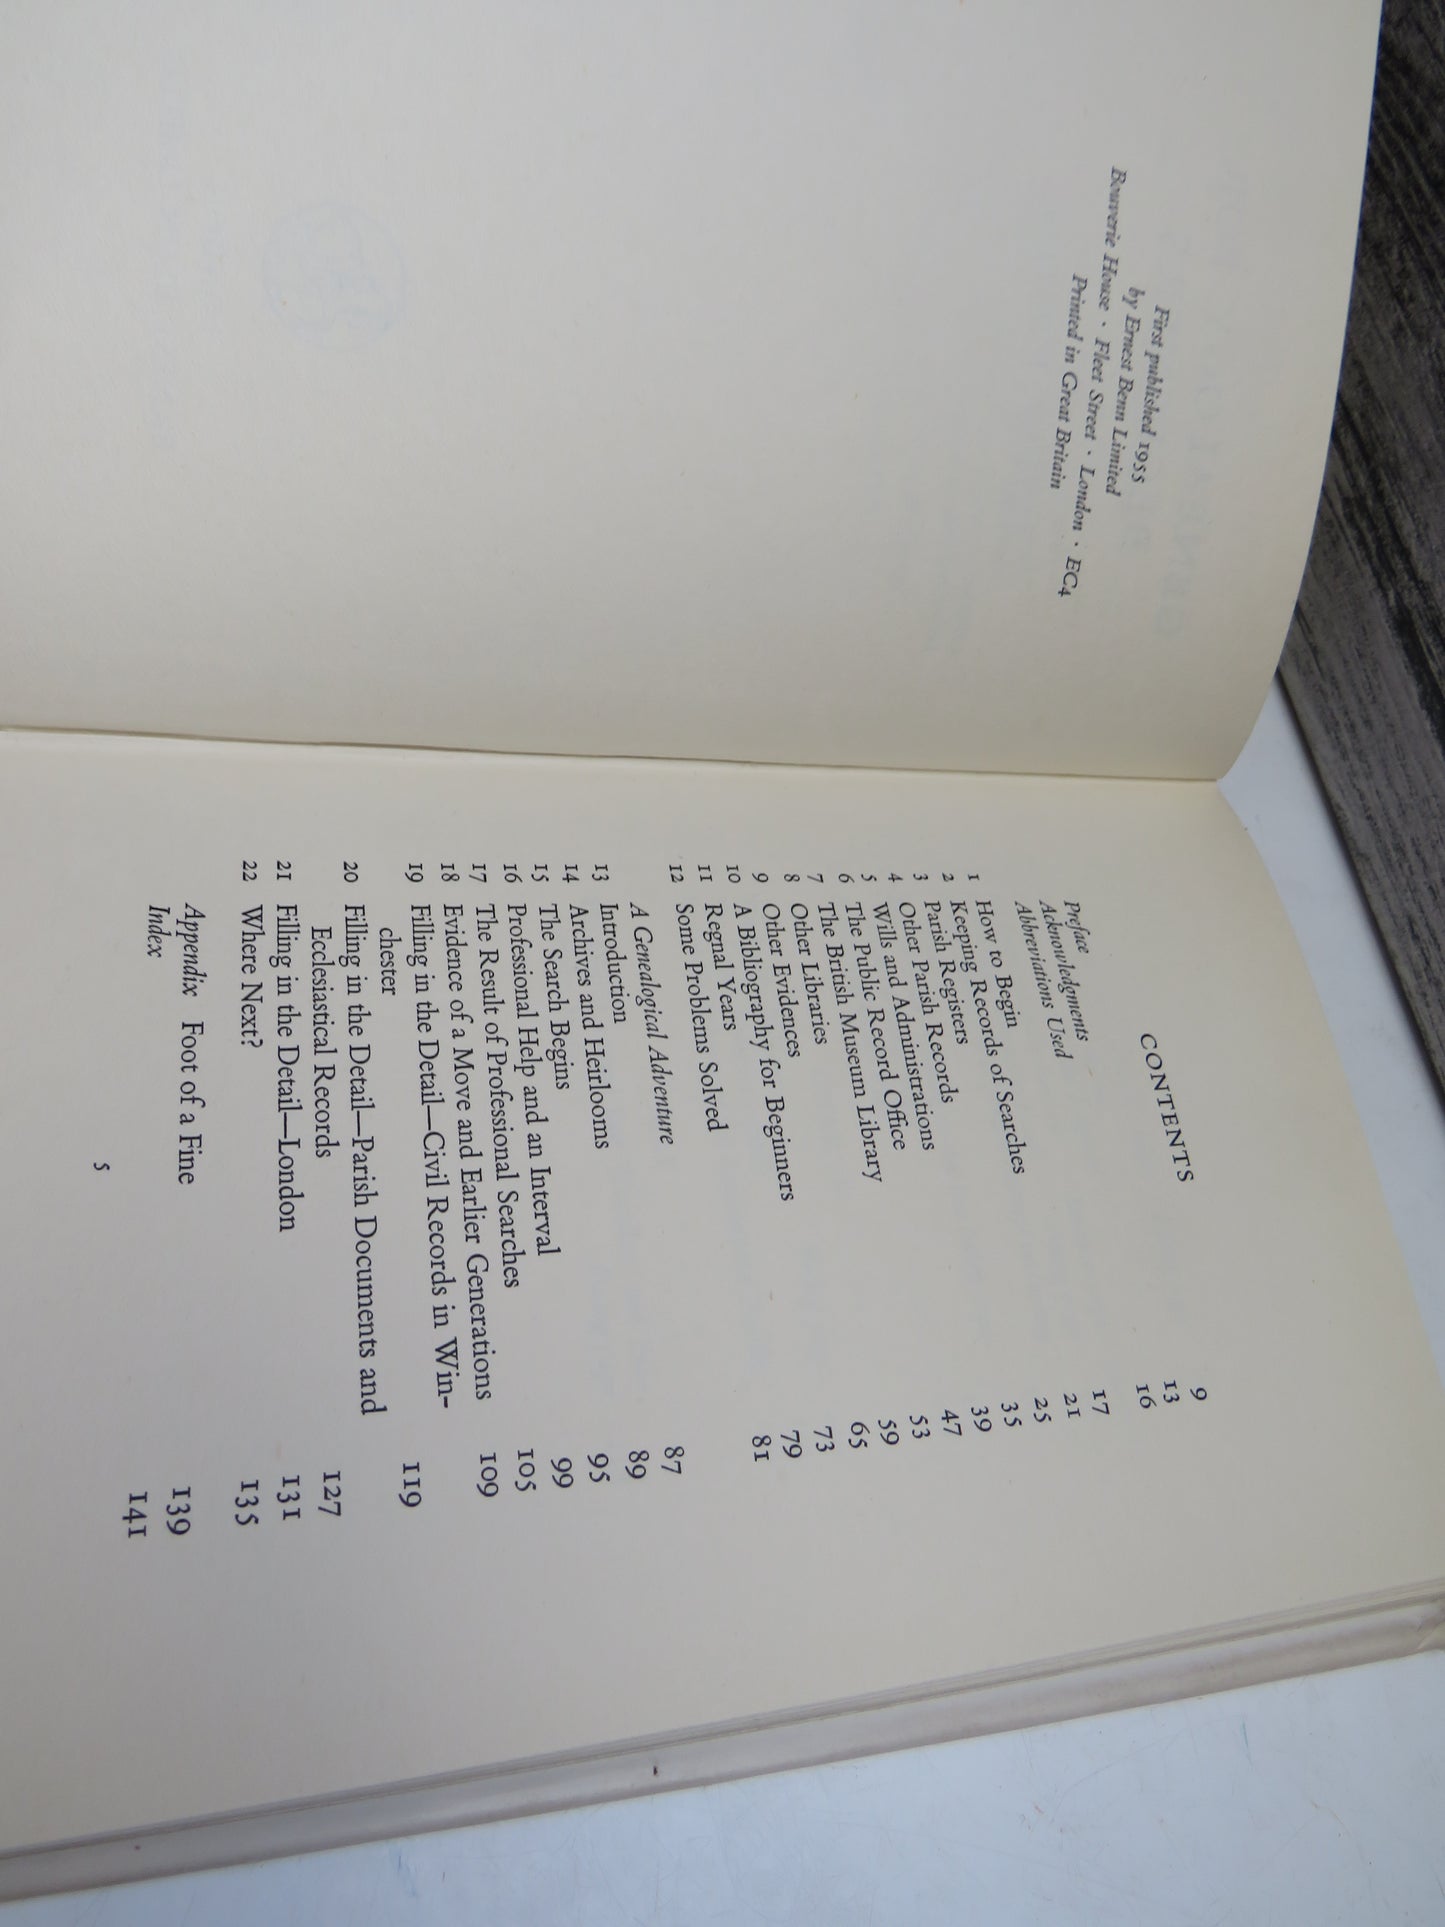 First published 1955
by Ernest Benn Limited
Bouverie House · Fleet Street · London · EC4
Printed in Great Britain
CONTENTS
Preface 9
Acknowledgments 13
Abbreviations Used 16
1 How to Begin 17
2 Keeping Records of Searches 21
3 Parish Registers 25
4 Other Parish Records 35
5 Wills and Administrations 39
6 The Public Record Office 47
7 The British Museum Library 53
8 Other Libraries 59
9 Other Evidences 65
10 A Bibliography for Beginners 73
11 Regnal Years 79
12 Some Problems Solved 81
A Genealogical Adventure
13 Introduction 87
14 Archives and Heirlooms 89
15 The Search Begins 95
16 Professional Help and an Interval 99
17 The Result of Professional Searches 105
18 Evidence of a Move and Earlier Generations 109
19 Filling in the Detail—Civil Records in Win-
chester 119
20 Filling in the Detail—Parish Documents and
Ecclesiastical Records 127
21 Filling in the Detail—London 131
22 Where Next? 135
Appendix Foot of a Fine 139
Index 141
5